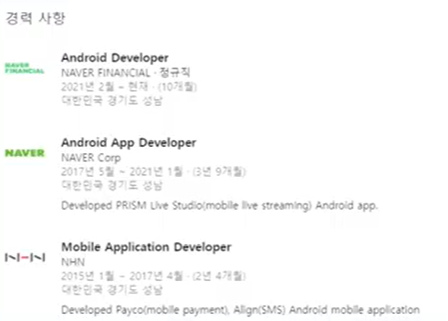 경력 사항
NAVER
FINANCIAL
Android Developer
NAVER FINANCIAL · 정규직
2021년 2월 – 현재 · (10개월)
대한민국 경기도 성남
NAVER
Android App Developer
NAVER Corp
2017년 5월 – 2021년 1월 · (3년 9개월)
대한민국 경기도 성남
Developed PRISM Live Studio(mobile live streaming) Android app.
NHN
Mobile Application Developer
NHN
2015년 1월 – 2017년 4월 · (2년 4개월)
대한민국 경기도 성남
Developed Payco(mobile payment), Align(SMS) Android mobile application